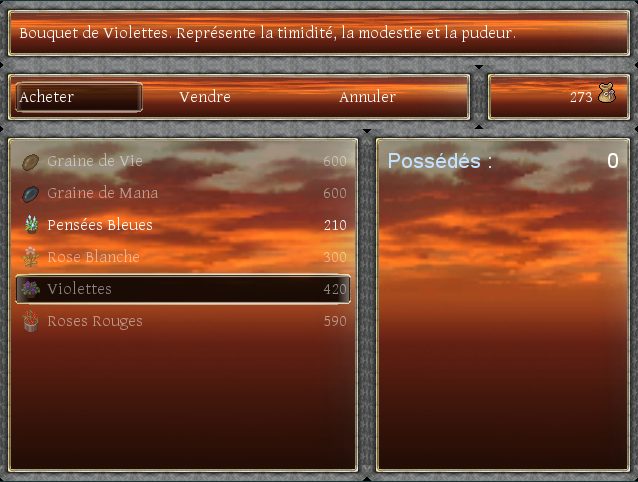 Bouquet de Violettes. Représente la timidité, la modestie et la pudeur.
Acheter Vendre Annuler 273
Graine de Vie 600
Graine de Mana 600
Pensées Bleues 210
Rose Blanche 300
Violettes 420
Roses Rouges 590
Possédés : 0